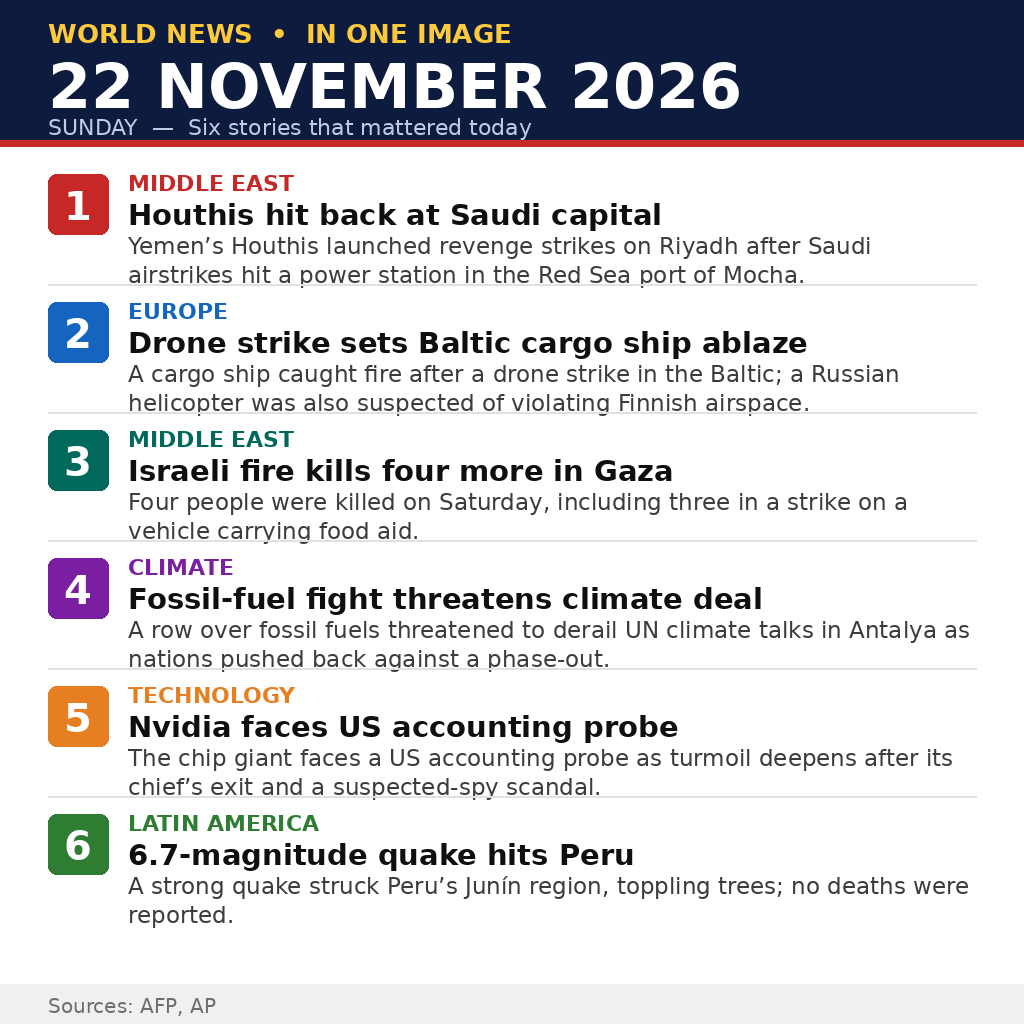 WORLD NEWS • IN ONE IMAGE
22 NOVEMBER 2026
SUNDAY — Six stories that mattered today
1
MIDDLE EAST
Houthis hit back at Saudi capital
Yemen’s Houthis launched revenge strikes on Riyadh after Saudi
airstrikes hit a power station in the Red Sea port of Mocha.
2
EUROPE
Drone strike sets Baltic cargo ship ablaze
A cargo ship caught fire after a drone strike in the Baltic; a Russian
helicopter was also suspected of violating Finnish airspace.
3
MIDDLE EAST
Israeli fire kills four more in Gaza
Four people were killed on Saturday, including three in a strike on a
vehicle carrying food aid.
4
CLIMATE
Fossil-fuel fight threatens climate deal
A row over fossil fuels threatened to derail UN climate talks in Antalya as
nations pushed back against a phase-out.
5
TECHNOLOGY
Nvidia faces US accounting probe
The chip giant faces a US accounting probe as turmoil deepens after its
chief’s exit and a suspected-spy scandal.
6
LATIN AMERICA
6.7-magnitude quake hits Peru
A strong quake struck Peru’s Junín region, toppling trees; no deaths were
reported.
Sources: AFP, AP